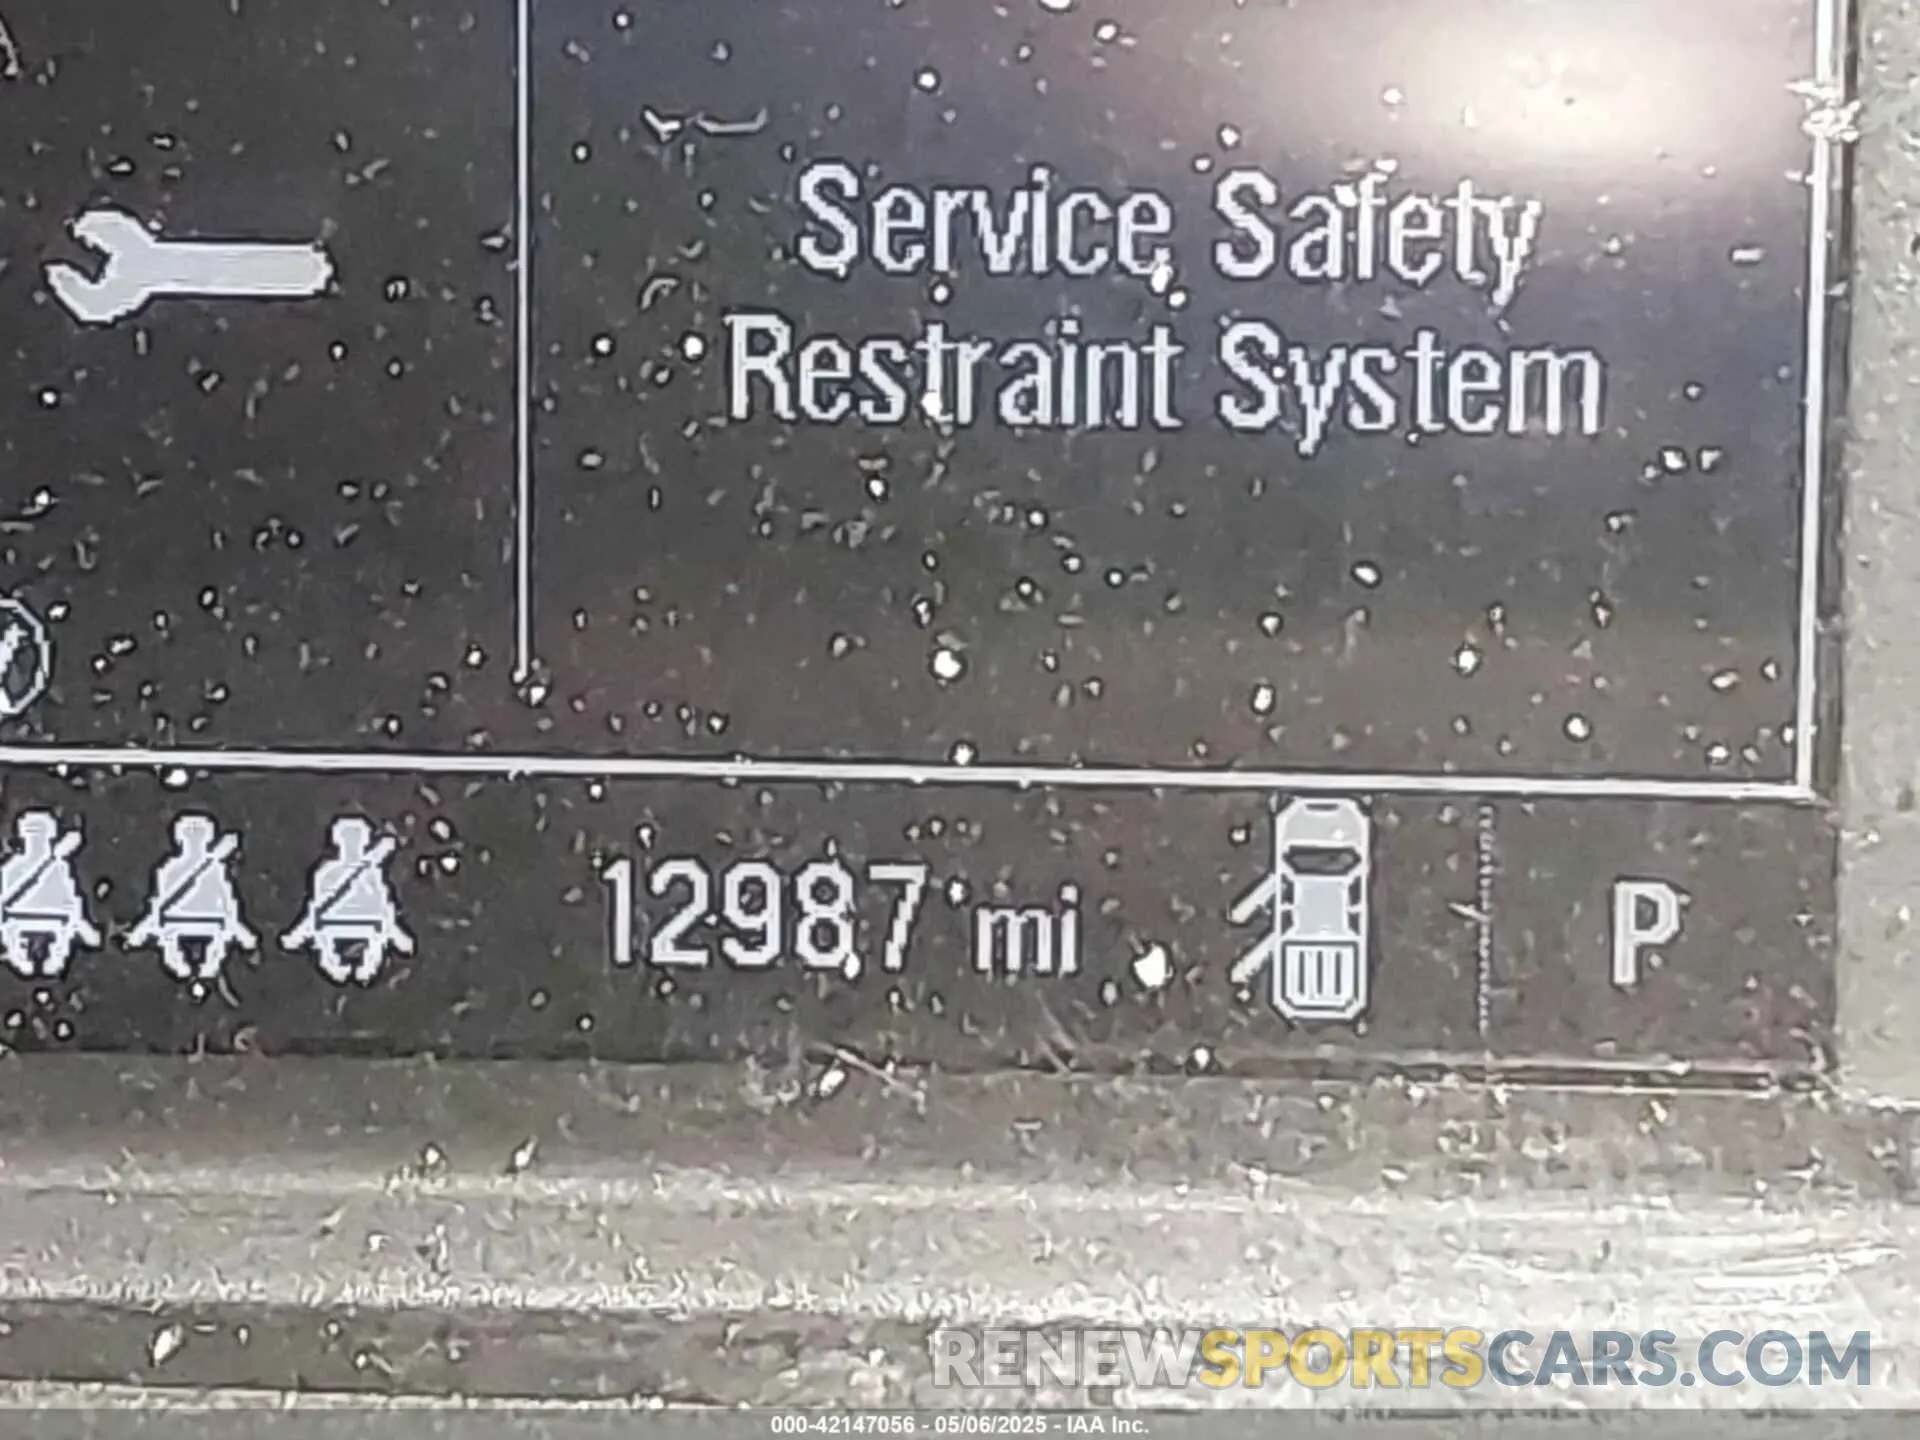 Service Safety
Restraint System
12987 mi
P
RENEWSPORTSCARS.COM
000-42147056 - 05/06/2025 - IAA Inc.